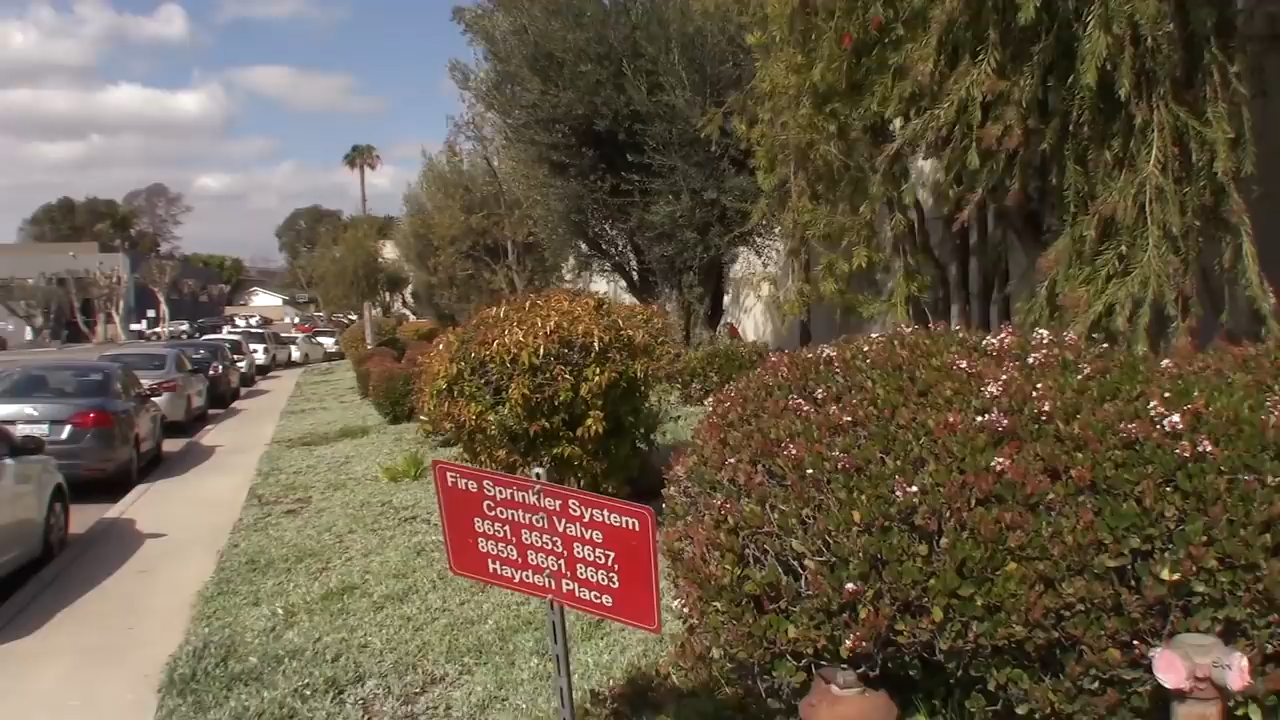 Fire Sprinkler System
Control Valve
8651, 8653, 8657,
8659, 8661, 8663
Hayden Place